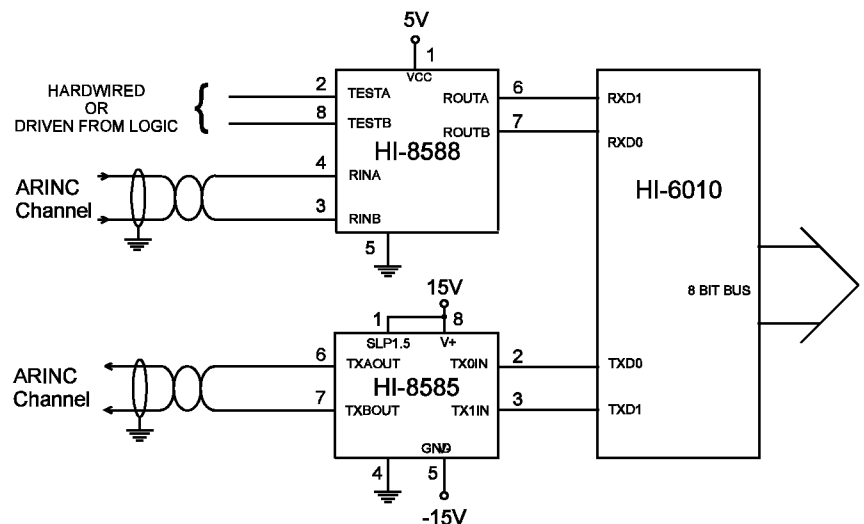 5V
1
VCC
HARDWIRED
OR
DRIVEN FROM LOGIC
2
TESTA
8
TESTB
ROUTA
6
ROUTB
7
RXD1
RXD0
HI-8588
HI-6010
ARINC
Channel
4
RINA
3
RINB
5
8 BIT BUS
15V
1
8
SLP1.5
V+
ARINC
Channel
6
TXAOUT
7
TXBOUT
TX0IN
2
TX1IN
3
TXD0
TXD1
HI-8585
GND
4
5
-15V